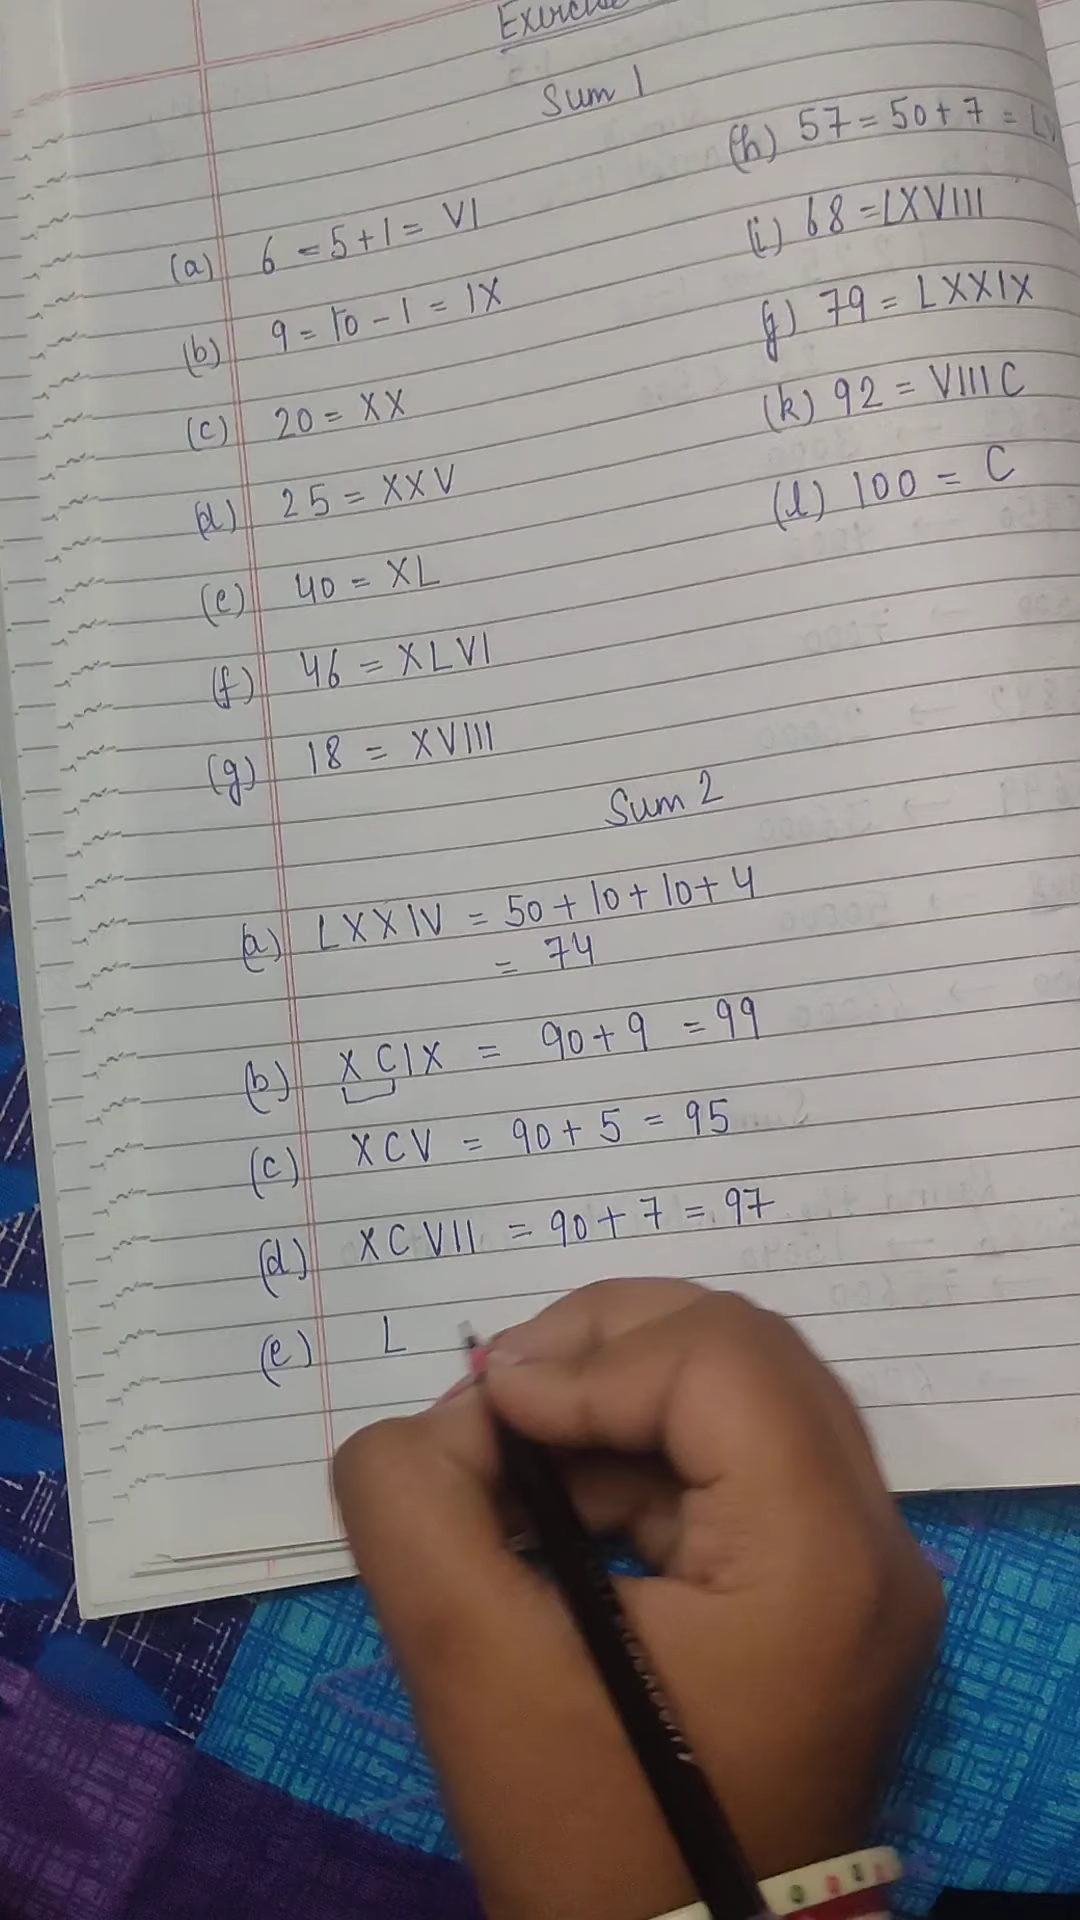 Exercise
Sum 1
(a) 6 = 5+1 = VI
(b) 9 = 10 - 1 = IX
(c) 20 = XX
(d) 25 = XXV
(e) 40 = XL
(f) 46 = XLVI
(g) 18 = XVIII
(h) 57 = 50+7 =
(i) 68 = LXVIII
(j) 79 = LXXIX
(k) 92 = VIIIC
(l) 100 = C
Sum 2
(a) LXXIV = 50+10+10+4
= 74
(b) XCIX = 90+9 = 99
(c) XCV = 90+5 = 95
(d) XCVII = 90+7 = 97
(e) L